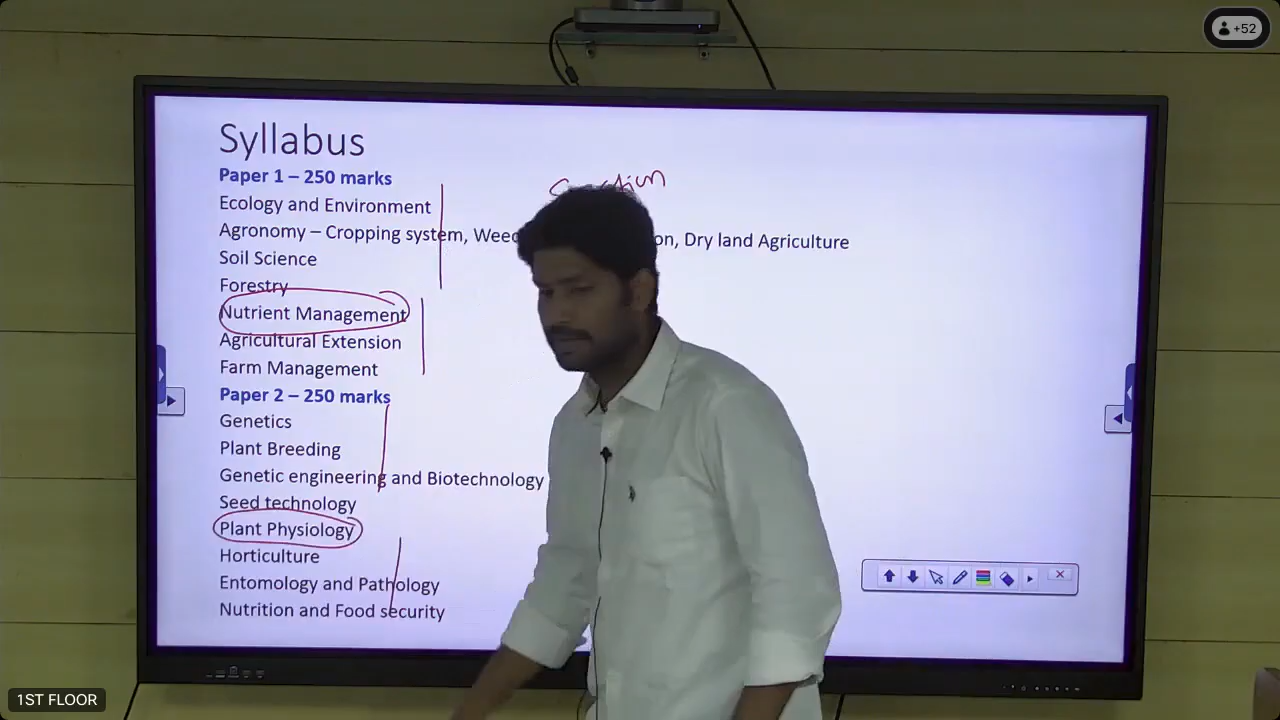 +52
Syllabus
Paper 1 – 250 marks
Ecology and Environment
Agronomy – Cropping system, Weed on, Dry land Agriculture
Soil Science
Forestry
Nutrient Management
Agricultural Extension
Farm Management
Paper 2 – 250 marks
Genetics
Plant Breeding
Genetic engineering and Biotechnology
Seed technology
Plant Physiology
Horticulture
Entomology and Pathology
Nutrition and Food security
1ST FLOOR